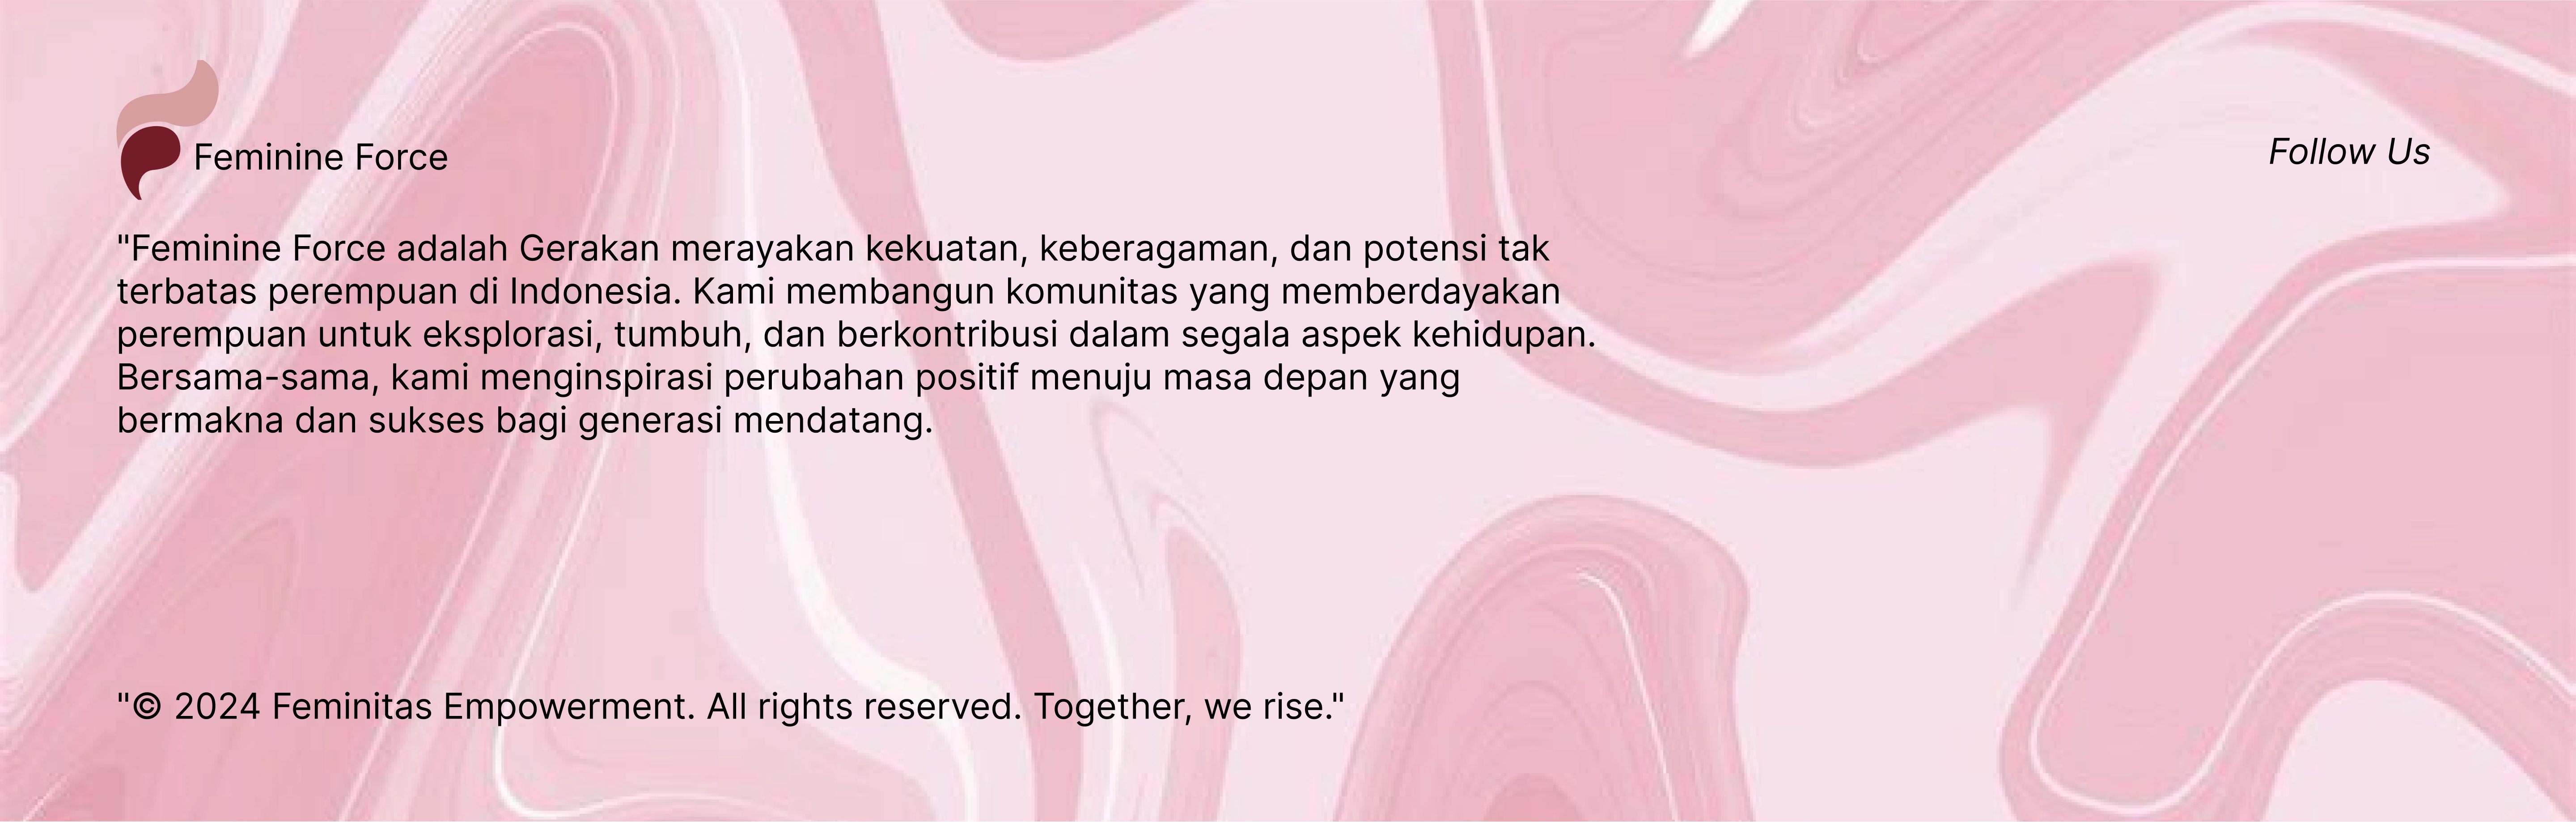 Feminine Force
Follow Us
"Feminine Force adalah Gerakan merayakan kekuatan, keberagaman, dan potensi tak
terbatas perempuan di Indonesia. Kami membangun komunitas yang memberdayakan
perempuan untuk eksplorasi, tumbuh, dan berkontribusi dalam segala aspek kehidupan.
Bersama-sama, kami menginspirasi perubahan positif menuju masa depan yang
bermakna dan sukses bagi generasi mendatang.
"© 2024 Feminitas Empowerment. All rights reserved. Together, we rise."